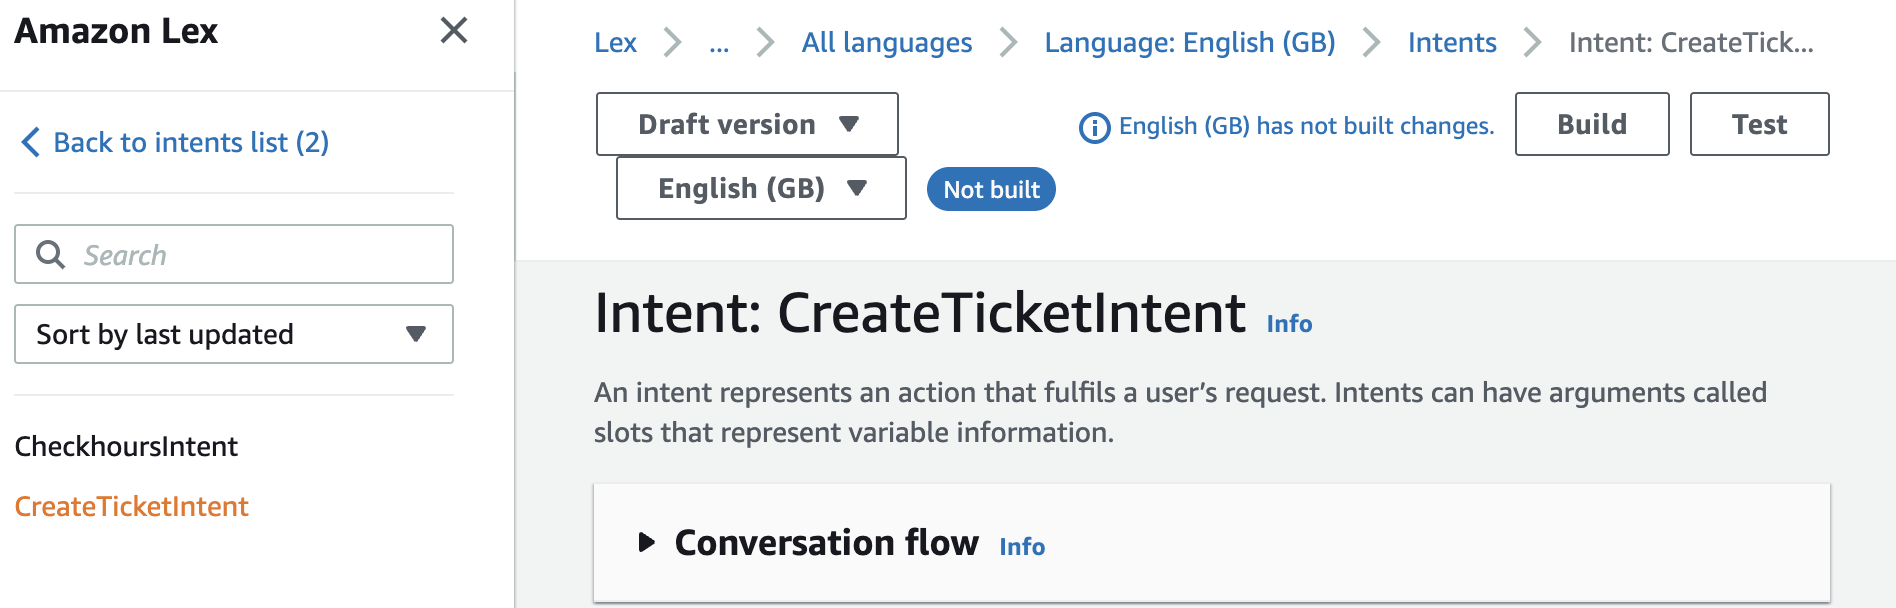 Amazon Lex
Back to intents list (2)
Search
Sort by last updated
CheckhoursIntent
CreateTicketIntent
Lex > ... > All languages > Language: English (GB) > Intents > Intent: CreateTick...
Draft version
English (GB) has not built changes.
Build
Test
English (GB)
Not built
Intent: CreateTicketIntent Info
An intent represents an action that fulfils a user’s request. Intents can have arguments called
slots that represent variable information.
Conversation flow Info